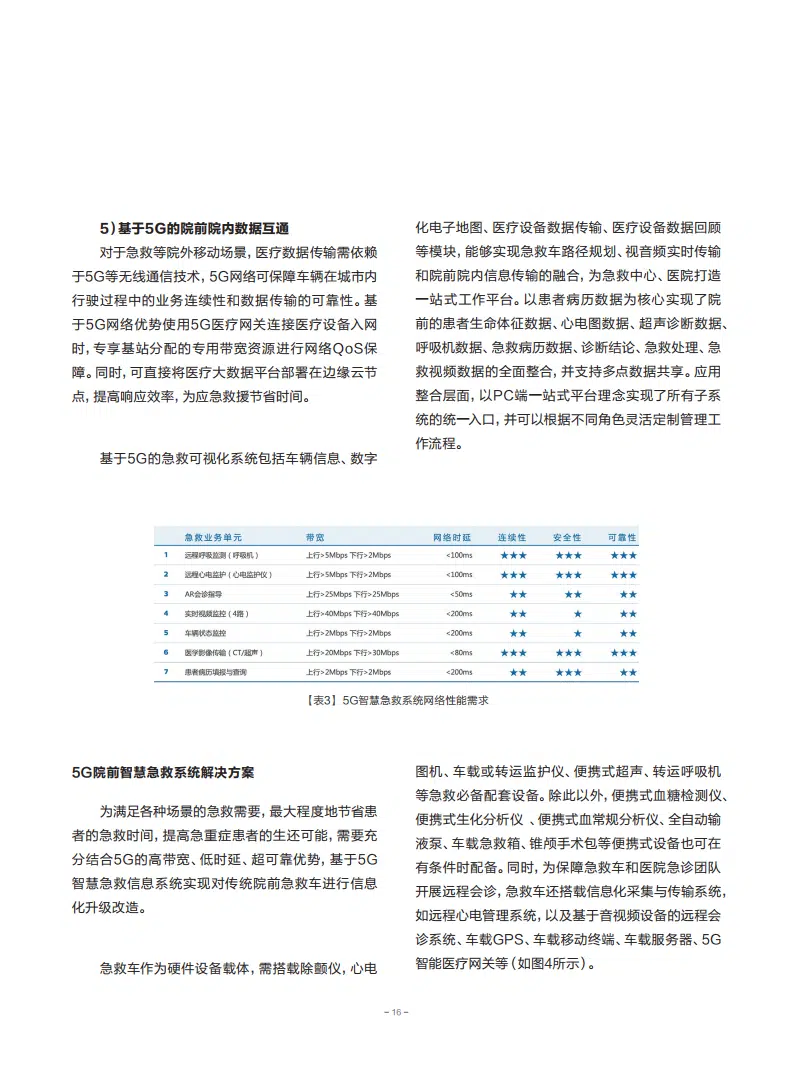 5）基于5G的院前院内数据互通
对于急救等院外移动场景，医疗数据传输需依赖
于5G等无线通信技术，5G网络可保障车辆在城市内
行驶过程中的业务连续性和数据传输的可靠性。基
于5G网络优势使用5G医疗网关连接医疗设备入网
时，专享基站分配的专用带宽资源进行网络QoS保
障。同时，可直接将医疗大数据平台部署在边缘云节
点，提高响应效率，为应急救援节省时间。
基于5G的急救可视化系统包括车辆信息、数字
化电子地图、医疗设备数据传输、医疗设备数据回顾
等模块，能够实现急救车路径规划、视音频实时传输
和院前院内信息传输的融合，为急救中心、医院打造
一站式工作平台。以患者病历数据为核心实现了院
前的患者生命体征数据、心电图数据、超声诊断数据、
呼吸机数据、急救病历数据、诊断结论、急救处理、急
救视频数据的全面整合，并支持多点数据共享。应用
整合层面，以PC端一站式平台理念实现了所有子系
统的统一入口，并可以根据不同角色灵活定制管理工
作流程。
急救业务单元 带宽 网络时延 连续性 安全性 可靠性
1 远程呼吸监测（呼吸机） 上行>5Mbps 下行>2Mbps <100ms ★★★ ★★★ ★★★
2 远程心电监护（心电监护仪） 上行>5Mbps 下行>2Mbps <100ms ★★★ ★★★ ★★★
3 AR会诊指导 上行>25Mbps 下行>25Mbps <50ms ★★ ★★ ★★
4 实时视频监控（4路） 上行>40Mbps 下行>40Mbps <200ms ★★ ★ ★★
5 车辆状态监控 上行>2Mbps 下行>2Mbps <200ms ★★ ★ ★★
6 医学影像传输（CT/超声） 上行>20Mbps 下行>30Mbps <80ms ★★★ ★★★ ★★★
7 患者病历填报与查询 上行>2Mbps 下行>2Mbps <200ms ★★ ★★★ ★★
【表3】5G智慧急救系统网络性能需求
5G院前智慧急救系统解决方案
为满足各种场景的急救需要，最大程度地节省患
者的急救时间，提高急重症患者的生还可能，需要充
分结合5G的高带宽、低时延、超可靠优势，基于5G
智慧急救信息系统实现对传统院前急救车进行信息
化升级改造。
急救车作为硬件设备载体，需搭载除颤仪，心电
图机、车载或转运监护仪、便携式超声、转运呼吸机
等急救必备配套设备。除此以外，便携式血糖检测仪、
便携式生化分析仪 、便携式血常规分析仪、全自动输
液泵、车载急救箱、锥颅手术包等便携式设备也可在
有条件时配备。同时，为保障急救车和医院急诊团队
开展远程会诊，急救车还搭载信息化采集与传输系统，
如远程心电管理系统，以及基于音视频设备的远程会
诊系统、车载GPS、车载移动终端、车载服务器、5G
智能医疗网关等（如图4所示）。
- 16 -